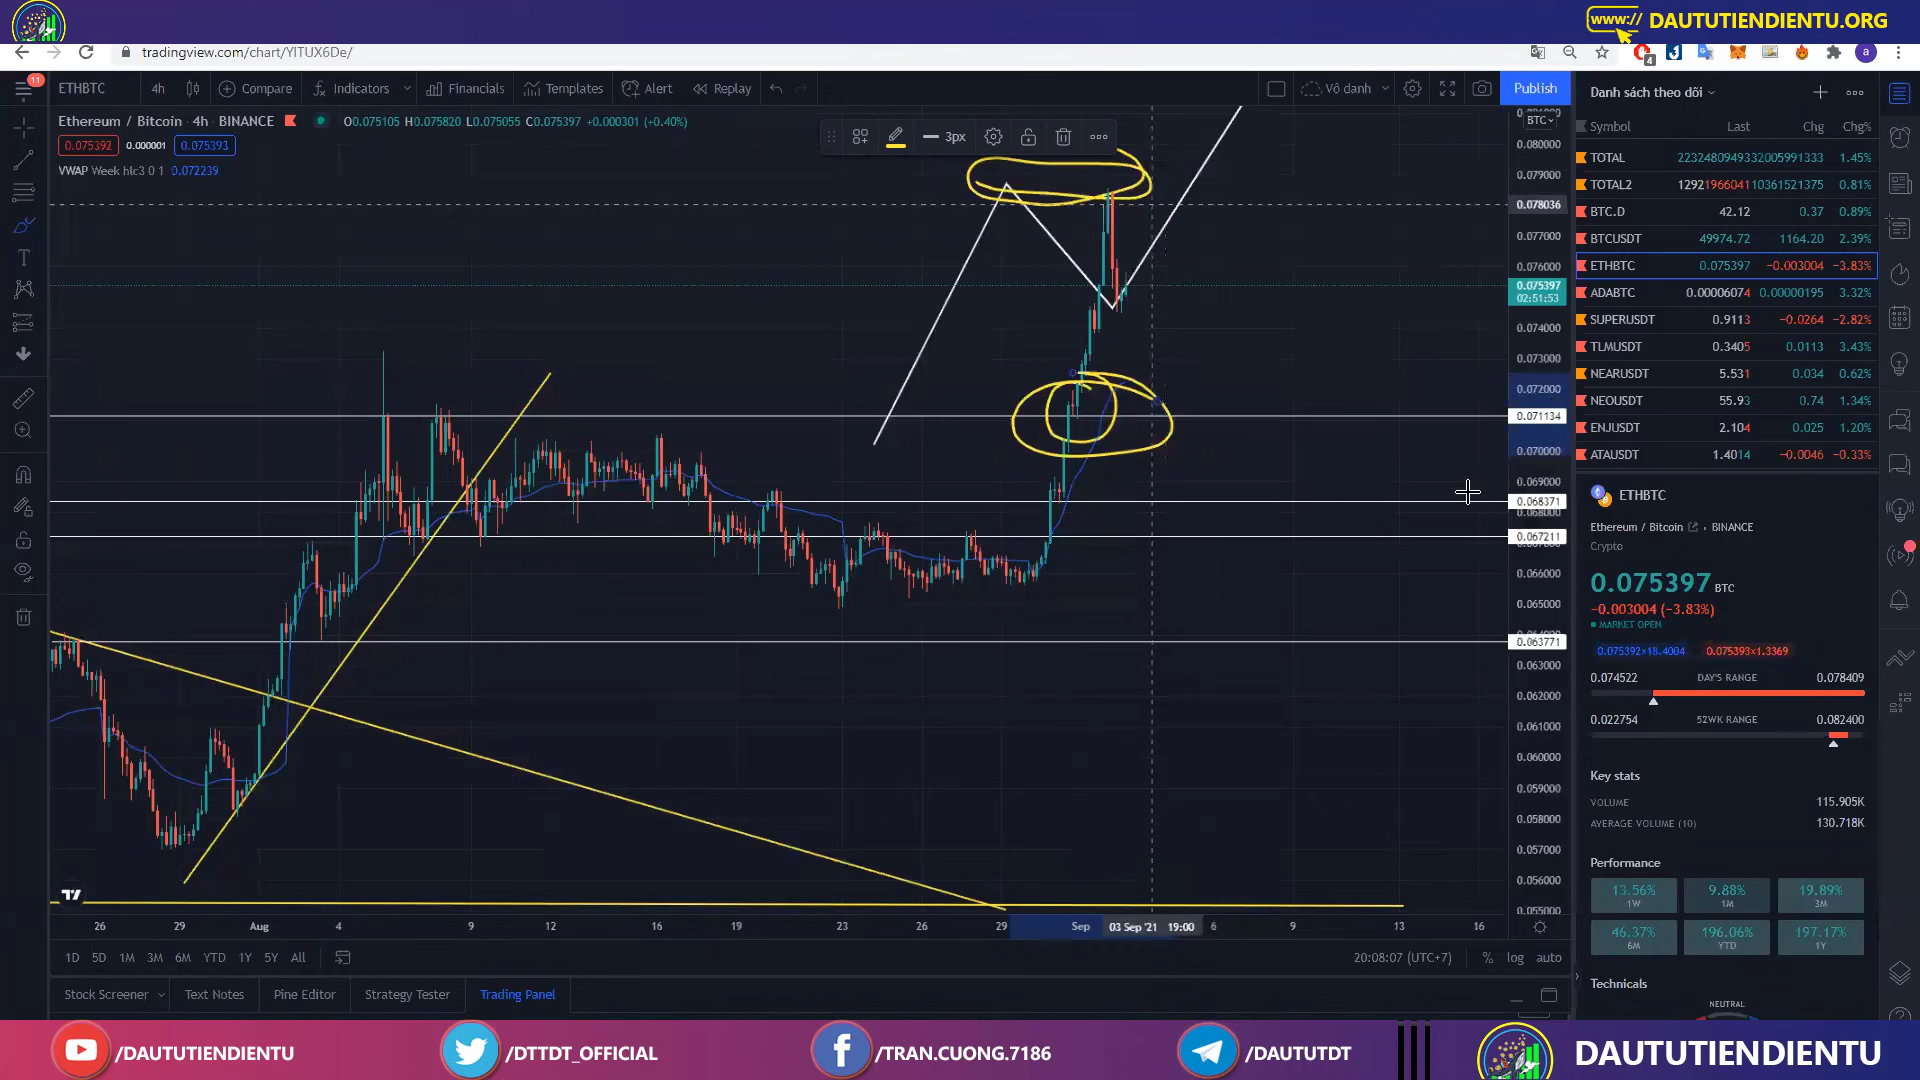 www:// DAUTUTIENDIENTU.ORG
tradingview.com/chart/YITUX6De/
4
a
11
ETHBTC 4h Compare Indicators Financials Templates Alert Replay Vô danh Publish
Ethereum / Bitcoin · 4h · BINANCE O0.075105 H0.075820 L0.075055 C0.075397 +0.000301 (+0.40%)
0.075392 0.000001 0.075393
VWAP Week hlc3 0 1 0.072239
3px
BTC
0.080000
0.079000
0.078036
0.077000
0.076000
0.075397
02:51:53
0.074000
0.073000
0.072000
0.071134
0.070000
0.069000
0.068371
0.068000
0.067211
0.066000
0.065000
0.063771
0.063000
0.062000
0.061000
0.060000
0.059000
0.058000
0.057000
0.056000
0.055000
26 29 Aug 4 9 12 16 19 23 26 29 Sep 03 Sep '21 19:00 6 9 13 16
1D 5D 1M 3M 6M YTD 1Y 5Y All 20:08:07 (UTC+7) % log auto
Stock Screener Text Notes Pine Editor Strategy Tester Trading Panel
Danh sách theo dõi
Symbol Last Chg Chg%
TOTAL 2232480949332005991333 1.45%
TOTAL2 1292196604110361521375 0.81%
BTC.D 42.12 0.37 0.89%
BTCUSDT 49974.72 1164.20 2.39%
ETHBTC 0.075397 −0.003004 −3.83%
ADABTC 0.00006074 0.00000195 3.32%
SUPERUSDT 0.9113 −0.0264 −2.82%
TLMUSDT 0.3405 0.0113 3.43%
NEARUSDT 5.531 0.034 0.62%
NEOUSDT 55.93 0.74 1.34%
ENJUSDT 2.104 0.025 1.20%
ATAUSDT 1.4014 −0.0046 −0.33%
ETHBTC
Ethereum / Bitcoin · BINANCE
Crypto
0.075397 BTC
−0.003004 (−3.83%)
MARKET OPEN
0.075392×18.4004 0.075393×1.3369
0.074522 DAY'S RANGE 0.078409
0.022754 52WK RANGE 0.082400
Key stats
VOLUME 115.905K
AVERAGE VOLUME (10) 130.718K
Performance
13.56% 9.88% 19.89%
1W 1M 3M
46.37% 196.06% 197.17%
6M YTD 1Y
Technicals
NEUTRAL
/DAUTUTIENDIENTU /DTTDT_OFFICIAL /TRAN.CUONG.7186 /DAUTUTDT DAUTUTIENDIENTU